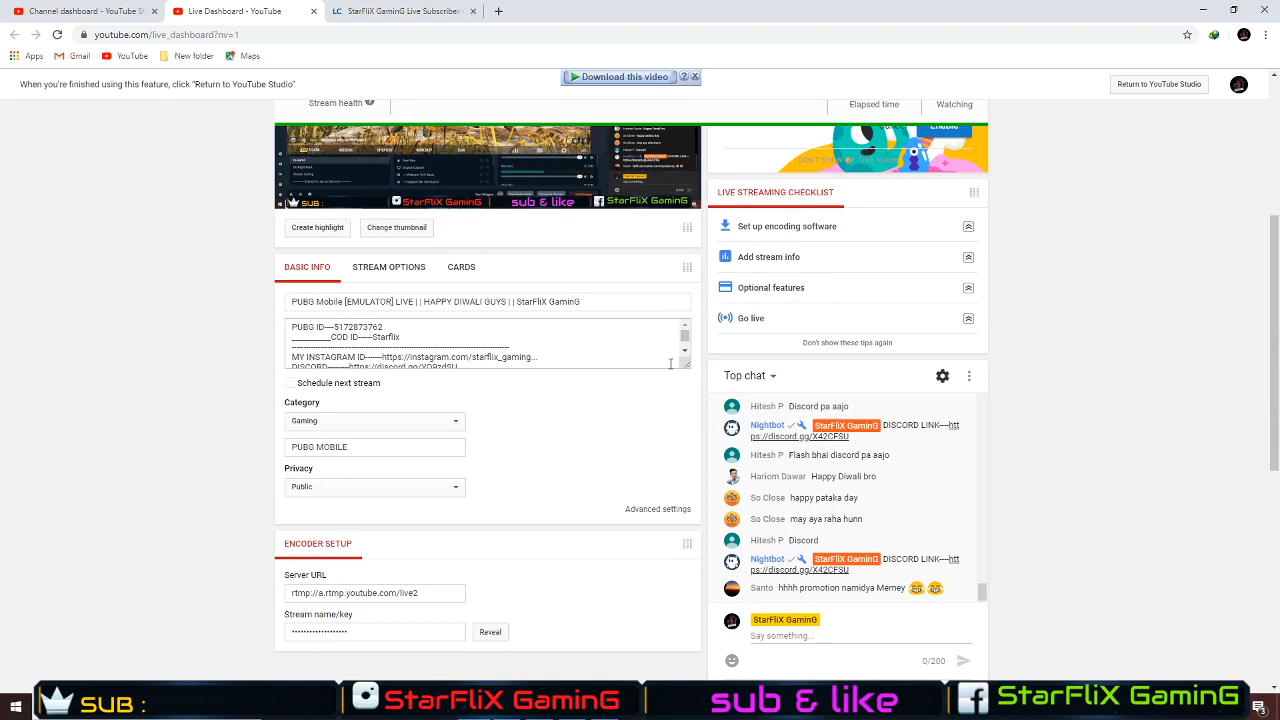 Channel dashboard - YouTube St
Live Dashboard - YouTube
LC StarFliX GaminG Live Subscriber C
youtube.com/live_dashboard?nv=1
Apps Gmail YouTube New folder Maps
When you're finished using this feature, click "Return to YouTube Studio"
Download this video ?
Return to YouTube Studio
Stream health ?
Elapsed time Watching
Enable
DON'T SHOW ME THIS AGAIN
SUB : StarFliX GaminG sub & like StarFliX GaminG
Create highlight Change thumbnail
LIVE STREAMING CHECKLIST
Set up encoding software
Add stream info
Optional features
Go live
Don't show these tips again
BASIC INFO STREAM OPTIONS CARDS
PUBG Mobile [EMULATOR] LIVE | | HAPPY DIWALI GUYS | | StarFliX GaminG
PUBG ID----5172873762
__________COD ID------Starflix
------------------------------------------------------------------
MY INSTAGRAM ID-------https://instagram.com/starflix_gaming...
Schedule next stream
Category
Gaming
PUBG MOBILE
Privacy
Public
Advanced settings
ENCODER SETUP
Server URL
rtmp://a.rtmp.youtube.com/live2
Stream name/key
•••••••••••••••••••
Reveal
Top chat
Hitesh P Discord pa aajo
Nightbot StarFliX GaminG DISCORD LINK----htt
ps://discord.gg/X42CFSU
Hitesh P Flash bhai discord pa aajo
Hariom Dawar Happy Diwali bro
So Close happy pataka day
So Close may aya raha hunn
Hitesh P Discord
Nightbot StarFliX GaminG DISCORD LINK----htt
ps://discord.gg/X42CFSU
Santo hhhh promotion namidya Memey 😂 😂
StarFliX GaminG
Say something...
0/200
SUB : StarFliX GaminG sub & like StarFliX GaminG